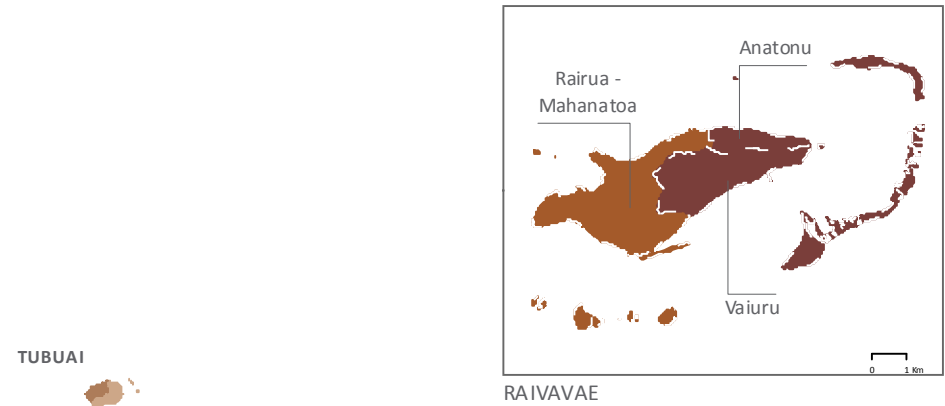 Anatonu
Rairua -
Mahanatoa
Vaiuru
TUBUAI
0 1 Km
RAIVAVAE